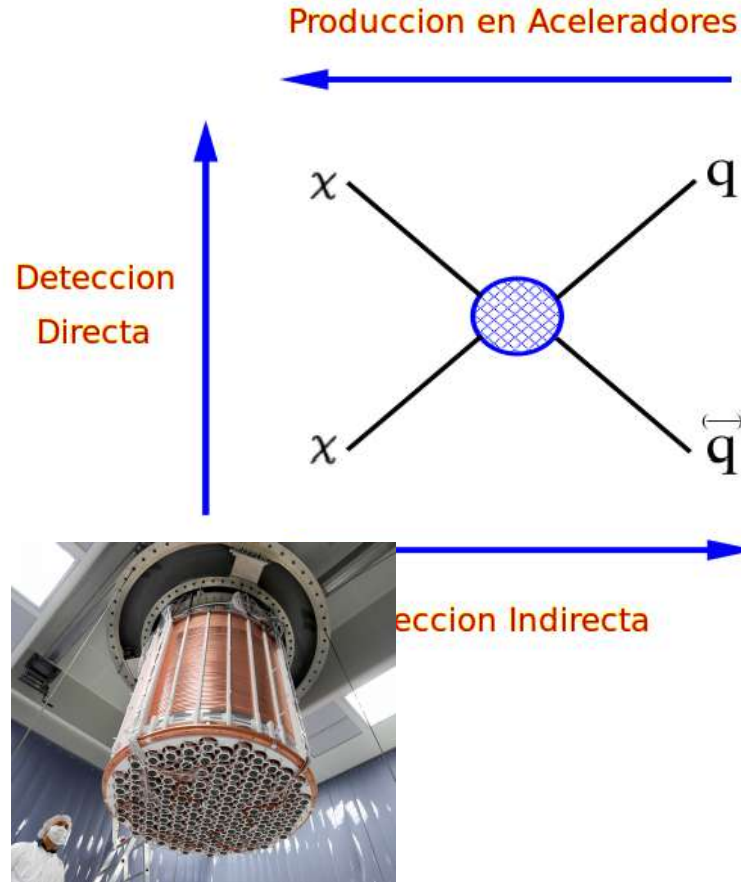 Produccion en Aceleradores
χ q
Deteccion
Directa
χ q̄
eccion Indirecta